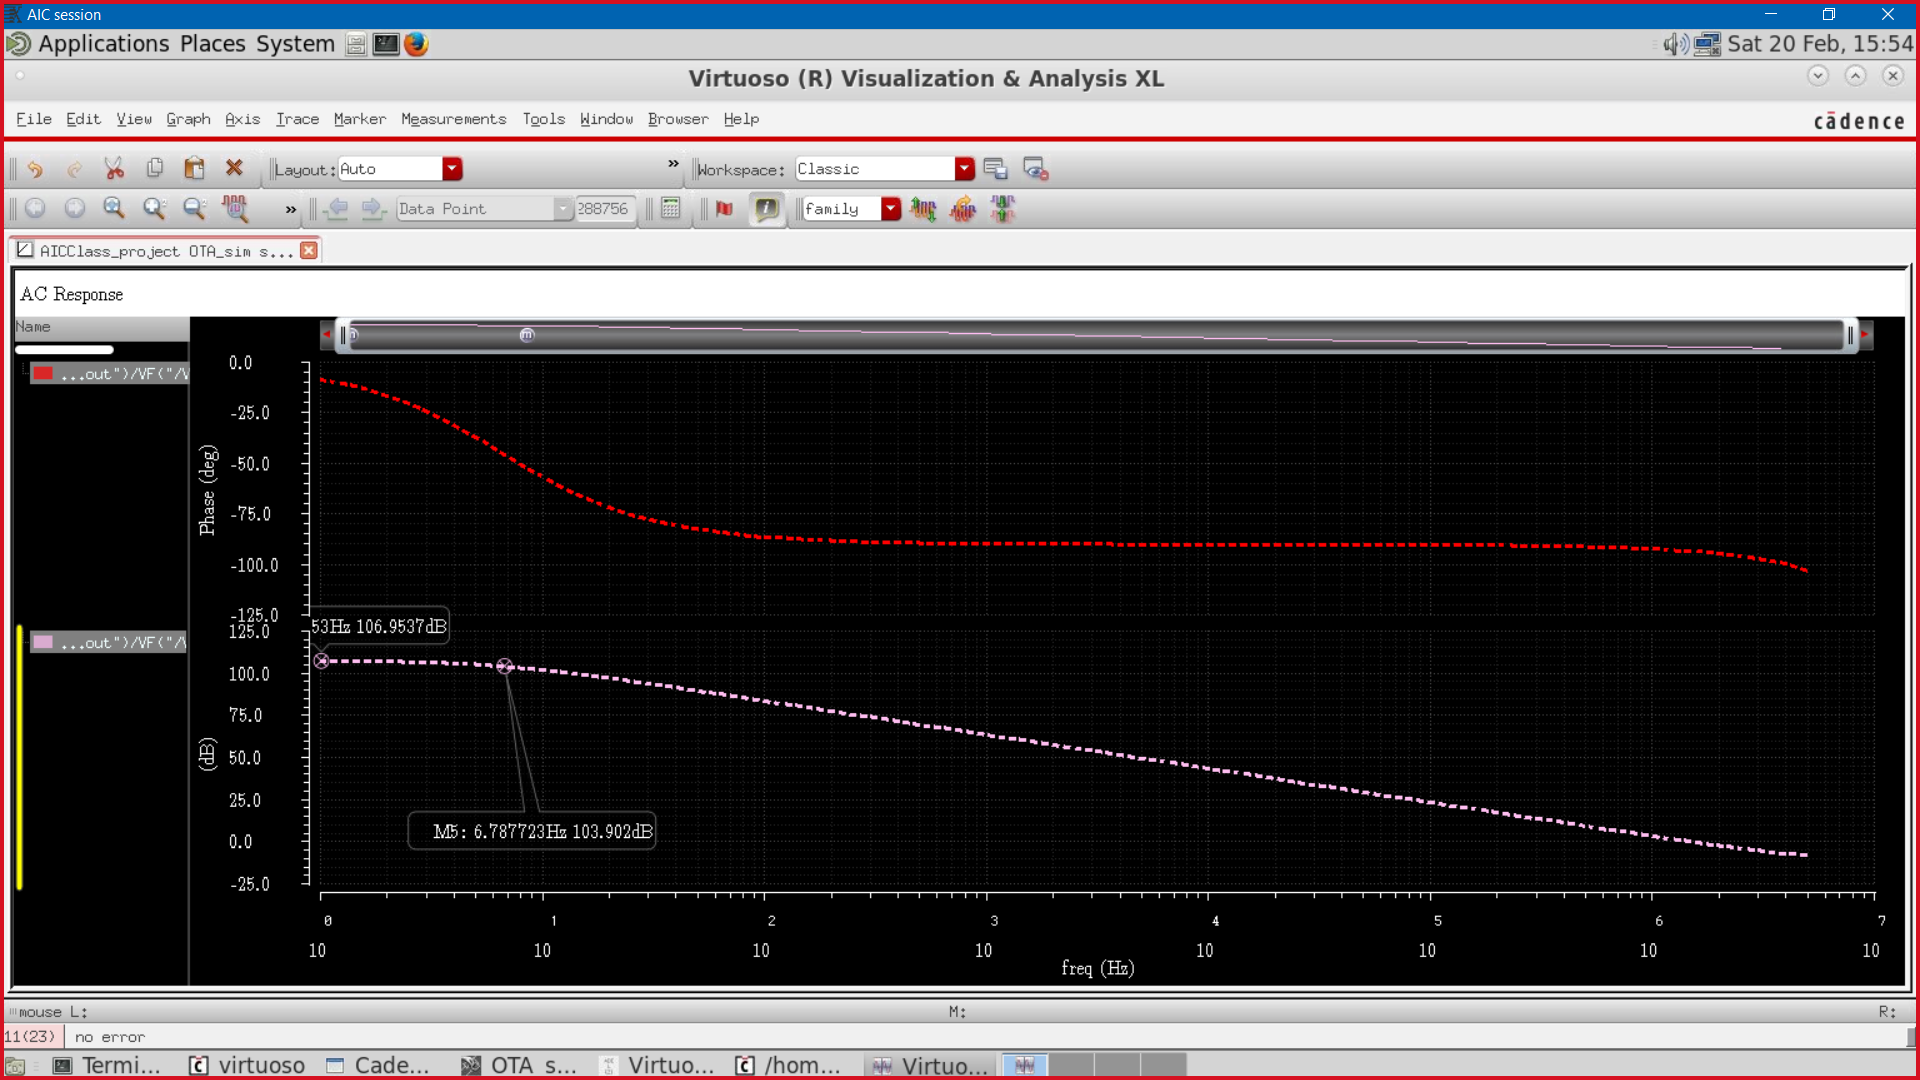 AIC session
Applications Places System
Sat 20 Feb, 15:54
Virtuoso (R) Visualization & Analysis XL
File Edit View Graph Axis Trace Marker Measurements Tools Window Browser Help
cādence
Layout: Auto
» Workspace: Classic
» Data Point 288756 family
AICClass_project OTA_sim s...
AC Response
Name
...out")/VF("/V
0.0
-25.0
-50.0
-75.0
-100.0
-125.0
Phase (deg)
53Hz 106.9537dB
...out")/VF("/V
125.0
100.0
75.0
50.0
25.0
0.0
-25.0
(dB)
M5: 6.787723Hz 103.902dB
0 1 2 3 4 5 6 7
10 10 10 10 10 10 10 10
freq (Hz)
mouse L: M: R:
11(23) no error
Termi... virtuoso Cade... OTA s... Virtuo... /hom... Virtuo...